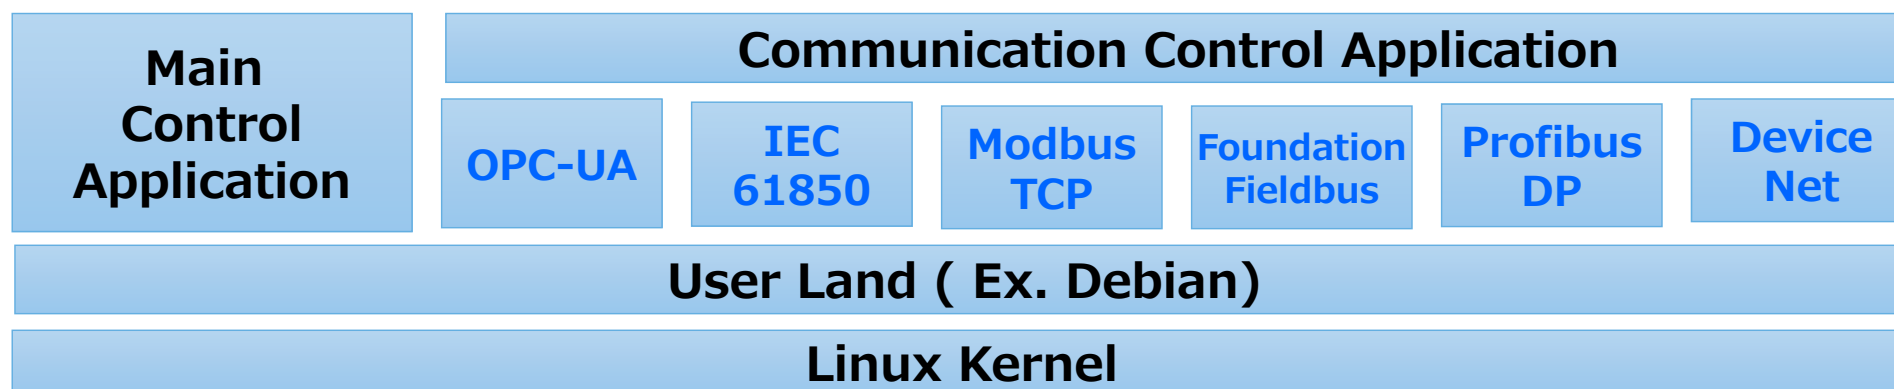 Main
Control
Application
Communication Control Application
OPC-UA
IEC
61850
Modbus
TCP
Foundation
Fieldbus
Profibus
DP
Device
Net
User Land ( Ex. Debian)
Linux Kernel